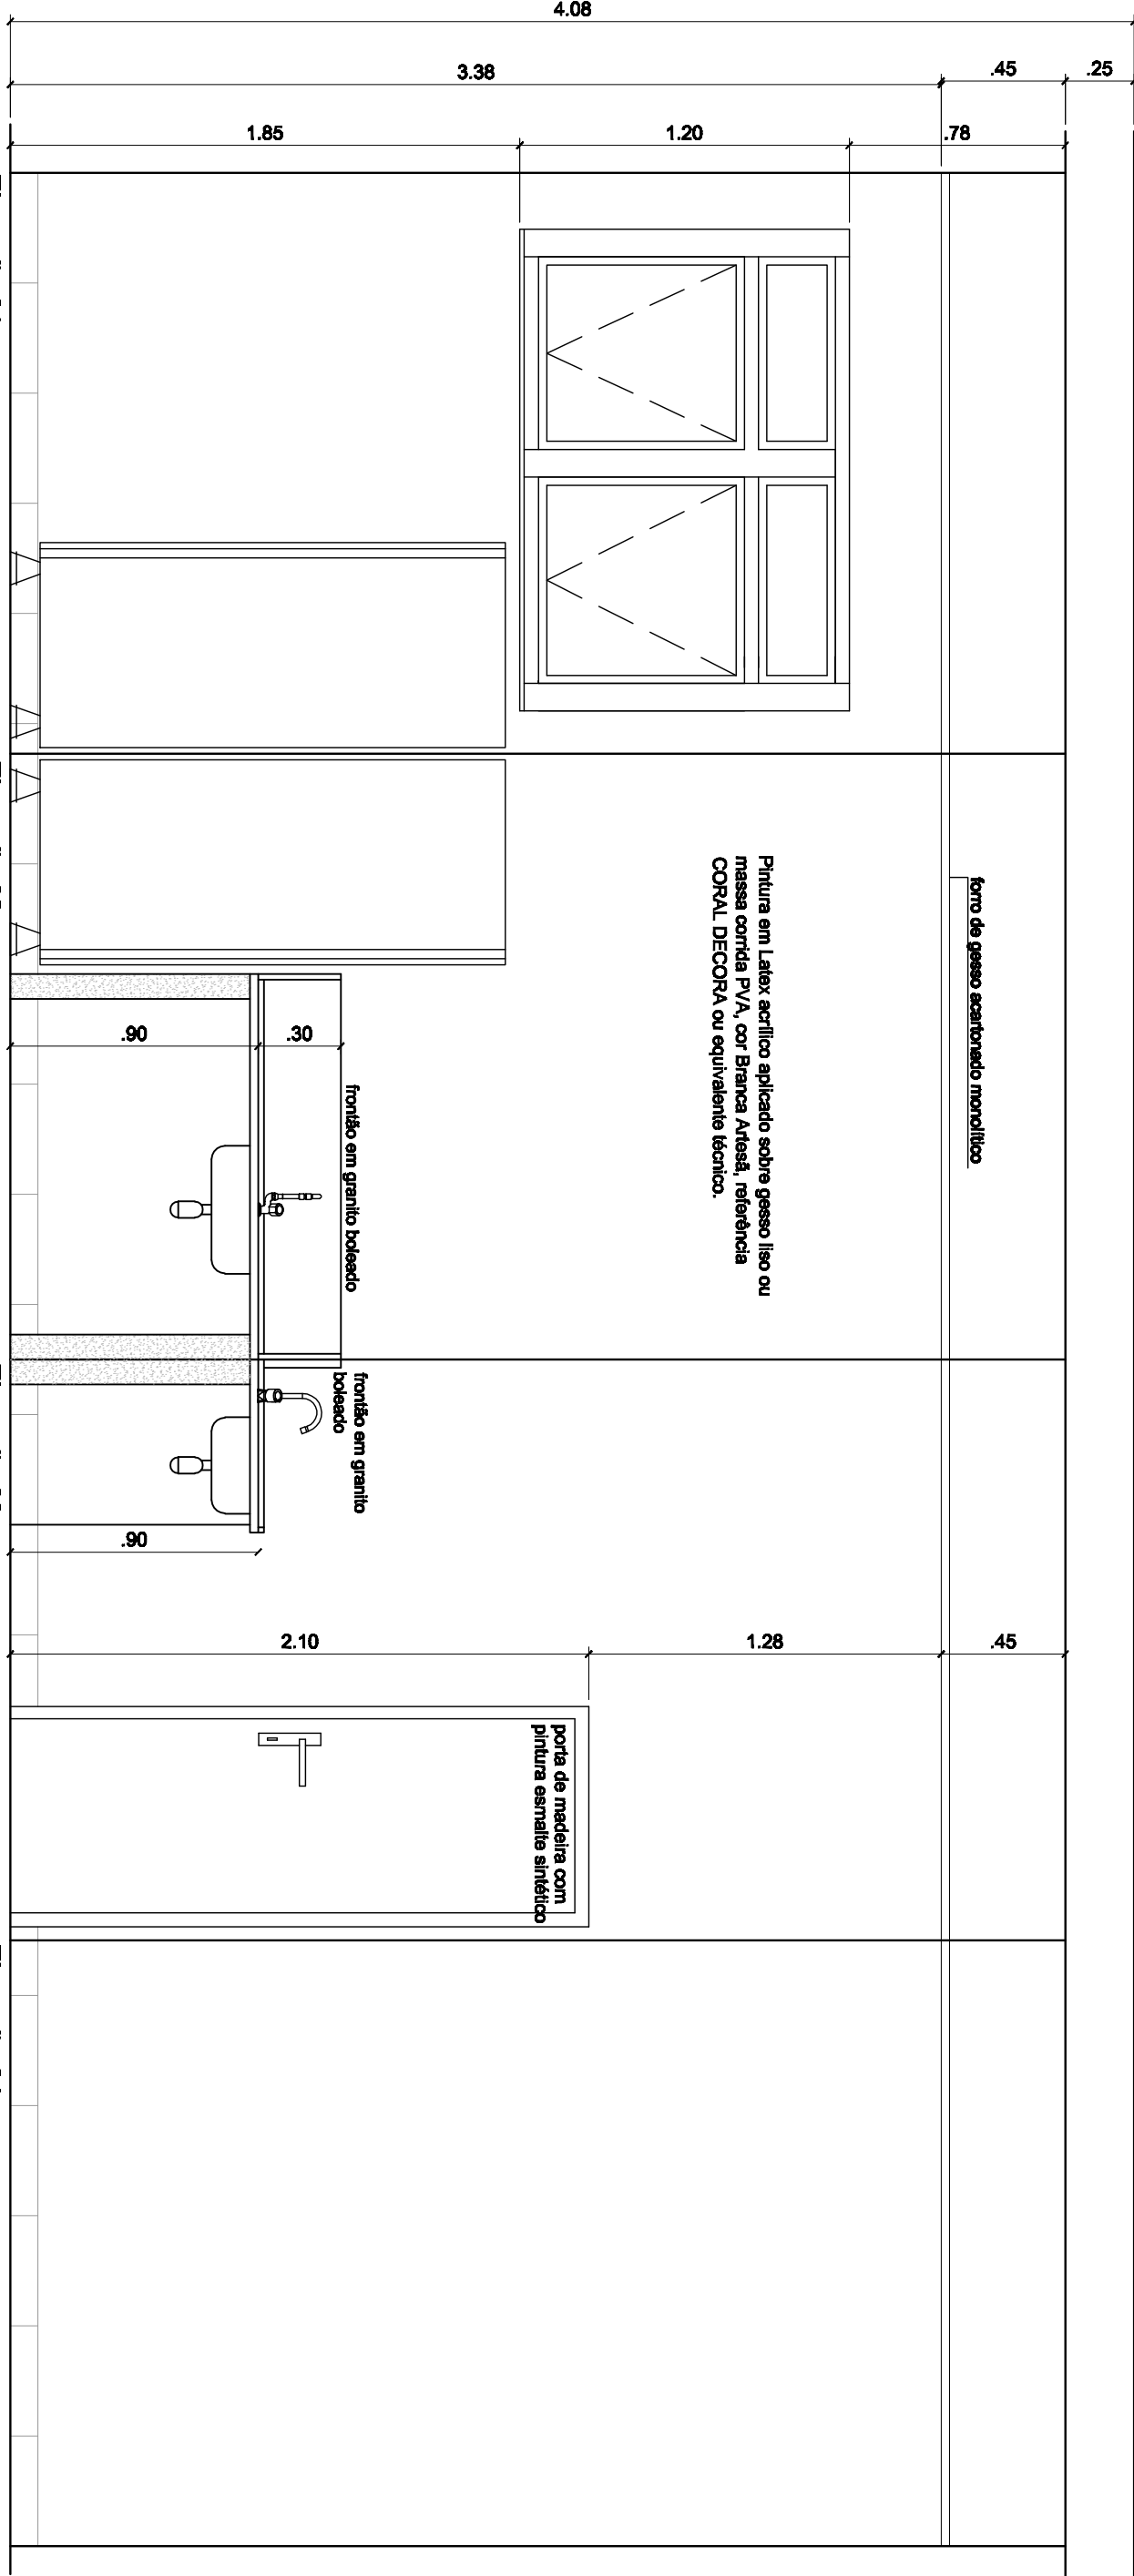 4.08
3.38
.45
.25
1.85
1.20
.78
forro de gesso acartonado monolítico
Pintura em Latex acrílico aplicado sobre gesso liso ou
massa corrida PVA, cor Branca Artesã, referência
CORAL DECORA ou equivalente técnico.
.90
.30
frontão em granito boleado
frontão em granito
boleado
.90
2.10
1.28
.45
porta de madeira com
pintura esmalte sintético